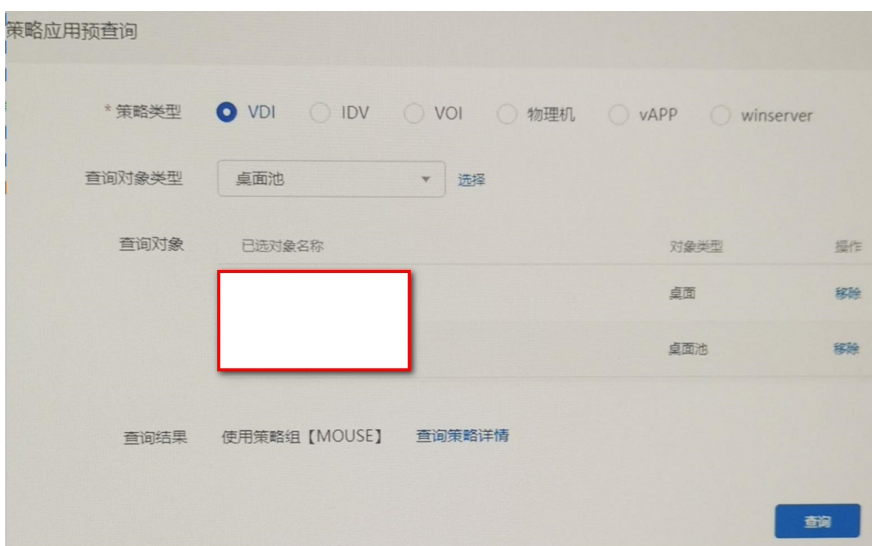 策略应用预查询
* 策略类型 VDI IDV VOI 物理机 vAPP winserver
查询对象类型 桌面池 选择
查询对象 已选对象名称 对象类型 操作
桌面 移除
桌面池 移除
查询结果 使用策略组【MOUSE】 查询策略详情
查询